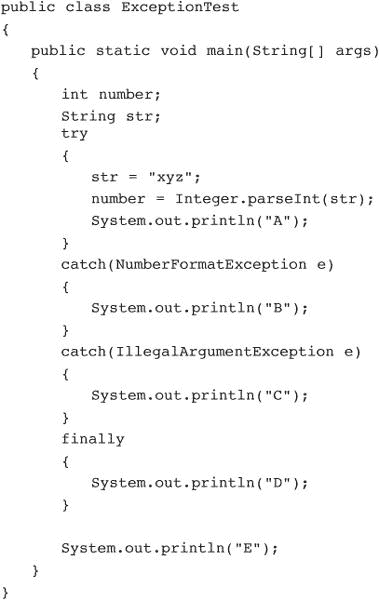 public class ExceptionTest
{
   public static void main(String[] args)
   {
      int number;
      String str;
      try
      {
         str = "xyz";
         number = Integer.parseInt(str);
         System.out.println("A");
      }
      catch(NumberFormatException e)
      {
         System.out.println("B");
      }
      catch(IllegalArgumentException e)
      {
         System.out.println("C");
      }
      finally
      {
         System.out.println("D");
      }

      System.out.println("E");
   }
}